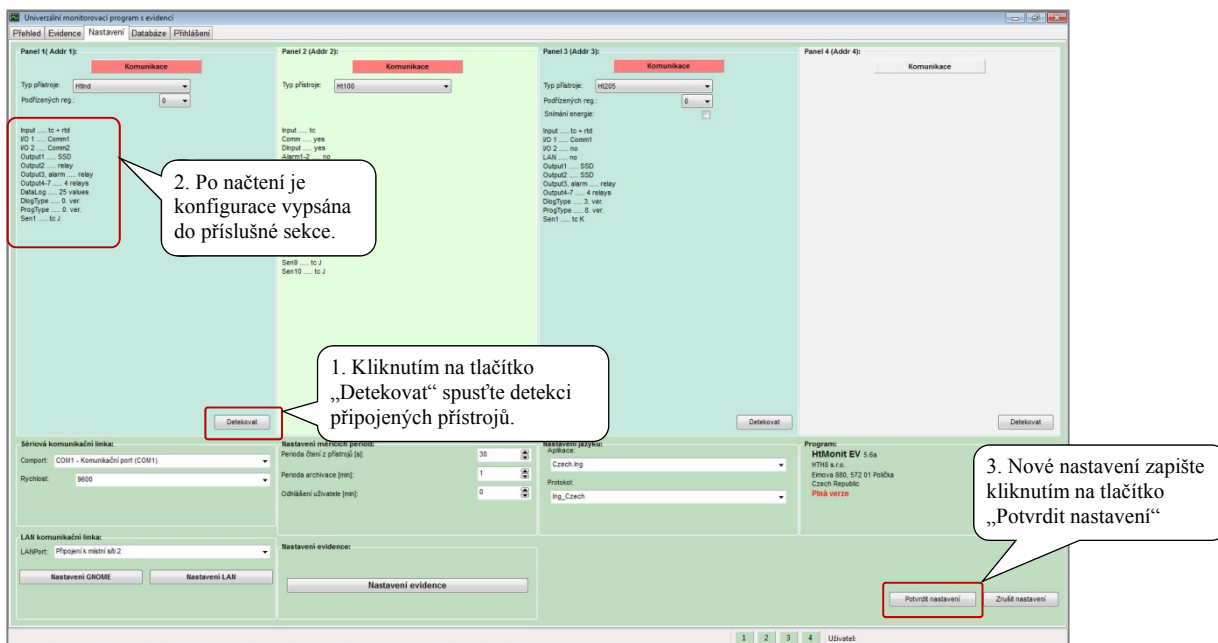 Univerzální monitorovací program s evidencí
Přehled Evidence Nastavení Databáze Přihlášení
Panel 1( Addr 1):
Komunikace
Typ přístroje: HtInd
Podřízených reg.: 0
Input ..... tc + rtd
I/O 1 ..... Comm1
I/O 2 ..... Comm2
Output1 ..... SSD
Output2 ..... relay
Output3, alarm ..... relay
Output4-7 ..... 4 relays
DataLog ..... 25 values
DlogType ..... 0. ver.
ProgType ..... 0. ver.
Sen1 ..... tc J
2. Po načtení je
konfigurace vypsána
do příslušné sekce.
Panel 2 (Addr 2):
Komunikace
Typ přístroje: Ht100
Input ..... tc
Comm ..... yes
DInput ..... yes
Alarm1-2 ..... no
Sen9 ..... tc J
Sen10 ..... tc J
1. Kliknutím na tlačítko
„Detekovat“ spusťte detekci
připojených přístrojů.
Detekovat
Panel 3 (Addr 3):
Komunikace
Typ přístroje: Ht205
Podřízených reg.: 0
Snímání energie:
Input ..... tc + rtd
I/O 1 ..... Comm1
I/O 2 ..... no
LAN ..... no
Output1 ..... SSD
Output2 ..... SSD
Output3, alarm ..... relay
Output4-7 ..... 4 relays
DlogType ..... 3. ver.
ProgType ..... 8. ver.
Sen1 ..... tc K
Detekovat
Panel 4 (Addr 4):
Komunikace
Detekovat
Sériová komunikační linka:
Comport: COM1 - Komunikační port (COM1)
Rychlost: 9600
Nastavení měřicích period:
Perioda čtení z přístrojů [s]: 30
Perioda archivace [min]: 1
Odhlášení uživatele [min]: 0
Nastavení jazyku:
Aplikace:
Czech.lng
Protokol:
lng_Czech
Program:
HtMonit EV 5.6a
HTH8 s.r.o.
Eimova 880, 572 01 Polička
Czech Republic
Plná verze
3. Nové nastavení zapište
kliknutím na tlačítko
„Potvrdit nastavení“
LAN komunikační linka:
LANPort: Připojení k místní síti 2
Nastavení GNOME Nastavení LAN
Nastavení evidence:
Nastavení evidence
Potvrdit nastavení Zrušit nastavení
1 2 3 4 Uživatel: